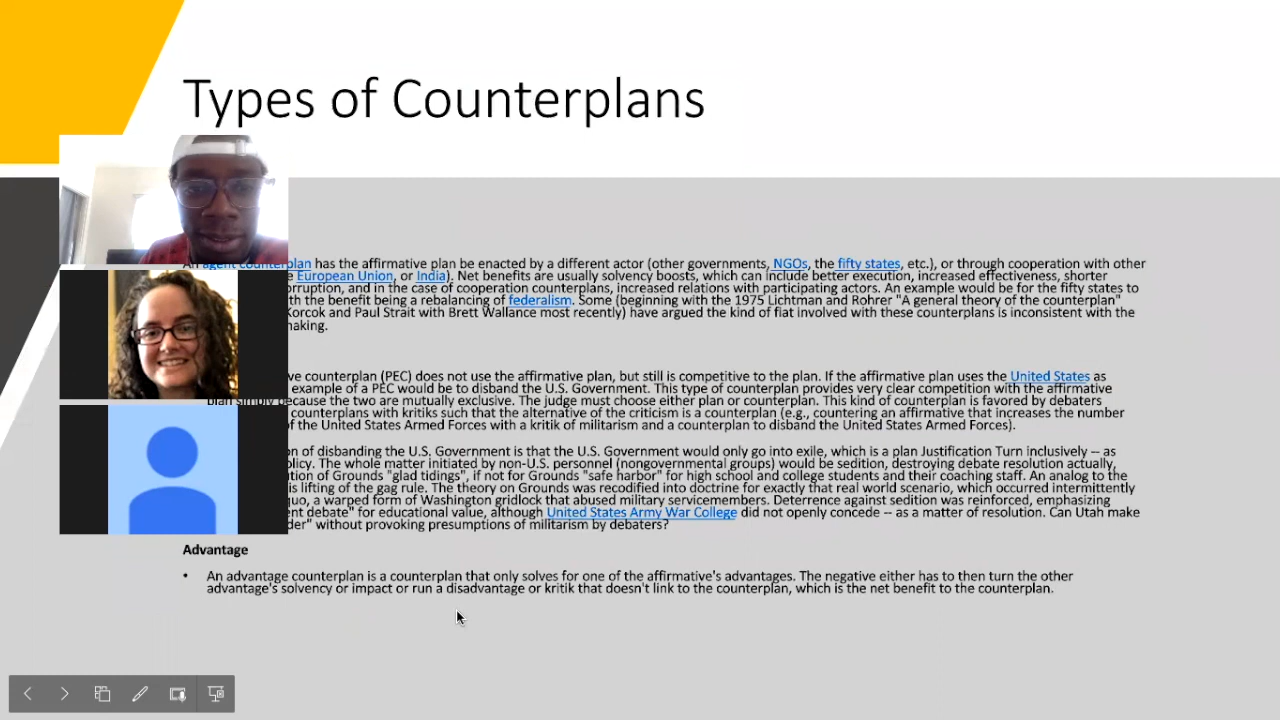 Types of Counterplans
An agent counterplan has the affirmative plan be enacted by a different actor (other governments, NGOs, the fifty states, etc.), or through cooperation with other
European Union, or India). Net benefits are usually solvency boosts, which can include better execution, increased effectiveness, shorter
and in the case of cooperation counterplans, increased relations with participating actors. An example would be for the fifty states to
the benefit being a rebalancing of federalism. Some (beginning with the 1975 Lichtman and Rohrer "A general theory of the counterplan"
Korcok and Paul Strait with Brett Wallance most recently) have argued the kind of fiat involved with these counterplans is inconsistent with the
counterplan (PEC) does not use the affirmative plan, but still is competitive to the plan. If the affirmative plan uses the United States as
example of a PEC would be to disband the U.S. Government. This type of counterplan provides very clear competition with the affirmative
plan simply because the two are mutually exclusive. The judge must choose either plan or counterplan. This kind of counterplan is favored by debaters
counterplans with kritiks such that the alternative of the criticism is a counterplan (e.g., countering an affirmative that increases the number
of the United States Armed Forces with a kritik of militarism and a counterplan to disband the United States Armed Forces).
of disbanding the U.S. Government is that the U.S. Government would only go into exile, which is a plan Justification Turn inclusively -- as
The whole matter initiated by non-U.S. personnel (nongovernmental groups) would be sedition, destroying debate resolution actually,
of Grounds "glad tidings", if not for Grounds "safe harbor" for high school and college students and their coaching staff. An analog to the
is lifting of the gag rule. The theory on Grounds was recodified into doctrine for exactly that real world scenario, which occurred intermittently
quo, a warped form of Washington gridlock that abused military servicemembers. Deterrence against sedition was reinforced, emphasizing
debate" for educational value, although United States Army War College did not openly concede -- as a matter of resolution. Can Utah make
without provoking presumptions of militarism by debaters?
Advantage
• An advantage counterplan is a counterplan that only solves for one of the affirmative's advantages. The negative either has to then turn the other
advantage's solvency or impact or run a disadvantage or kritik that doesn't link to the counterplan, which is the net benefit to the counterplan.